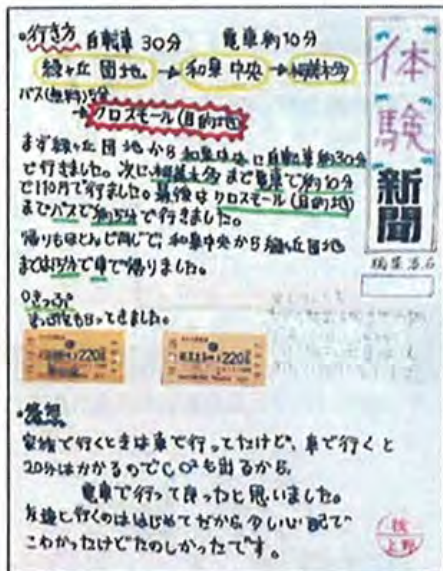 体験新聞
編集者名
•行き方 自転車30分 電車約10分
緑ヶ丘団地→和泉中央→栂美木多
バス(無料)5分
→クロスモール(目的地)
まず緑ヶ丘団地から和泉中央に自転車約30分
で行きました。次に、栂美木多まで電車で約10分
で110円で行きました。最後はクロスモール(目的地)
までバスで約5分で行きました。
帰りもほとんど同じで、和泉中央から緑ヶ丘団地
までは15分で車で帰りました。
○きっぷ
もらってきました。
220
220
•感想
家族で行くときは車で行ってたけど、車で行くと
20分はかかるのでCO²も出るから、
電車で行って良ったと思いました。
友達と行くのははじめてだから少し心配で
こわかったけどたのしかったです。
検
上野